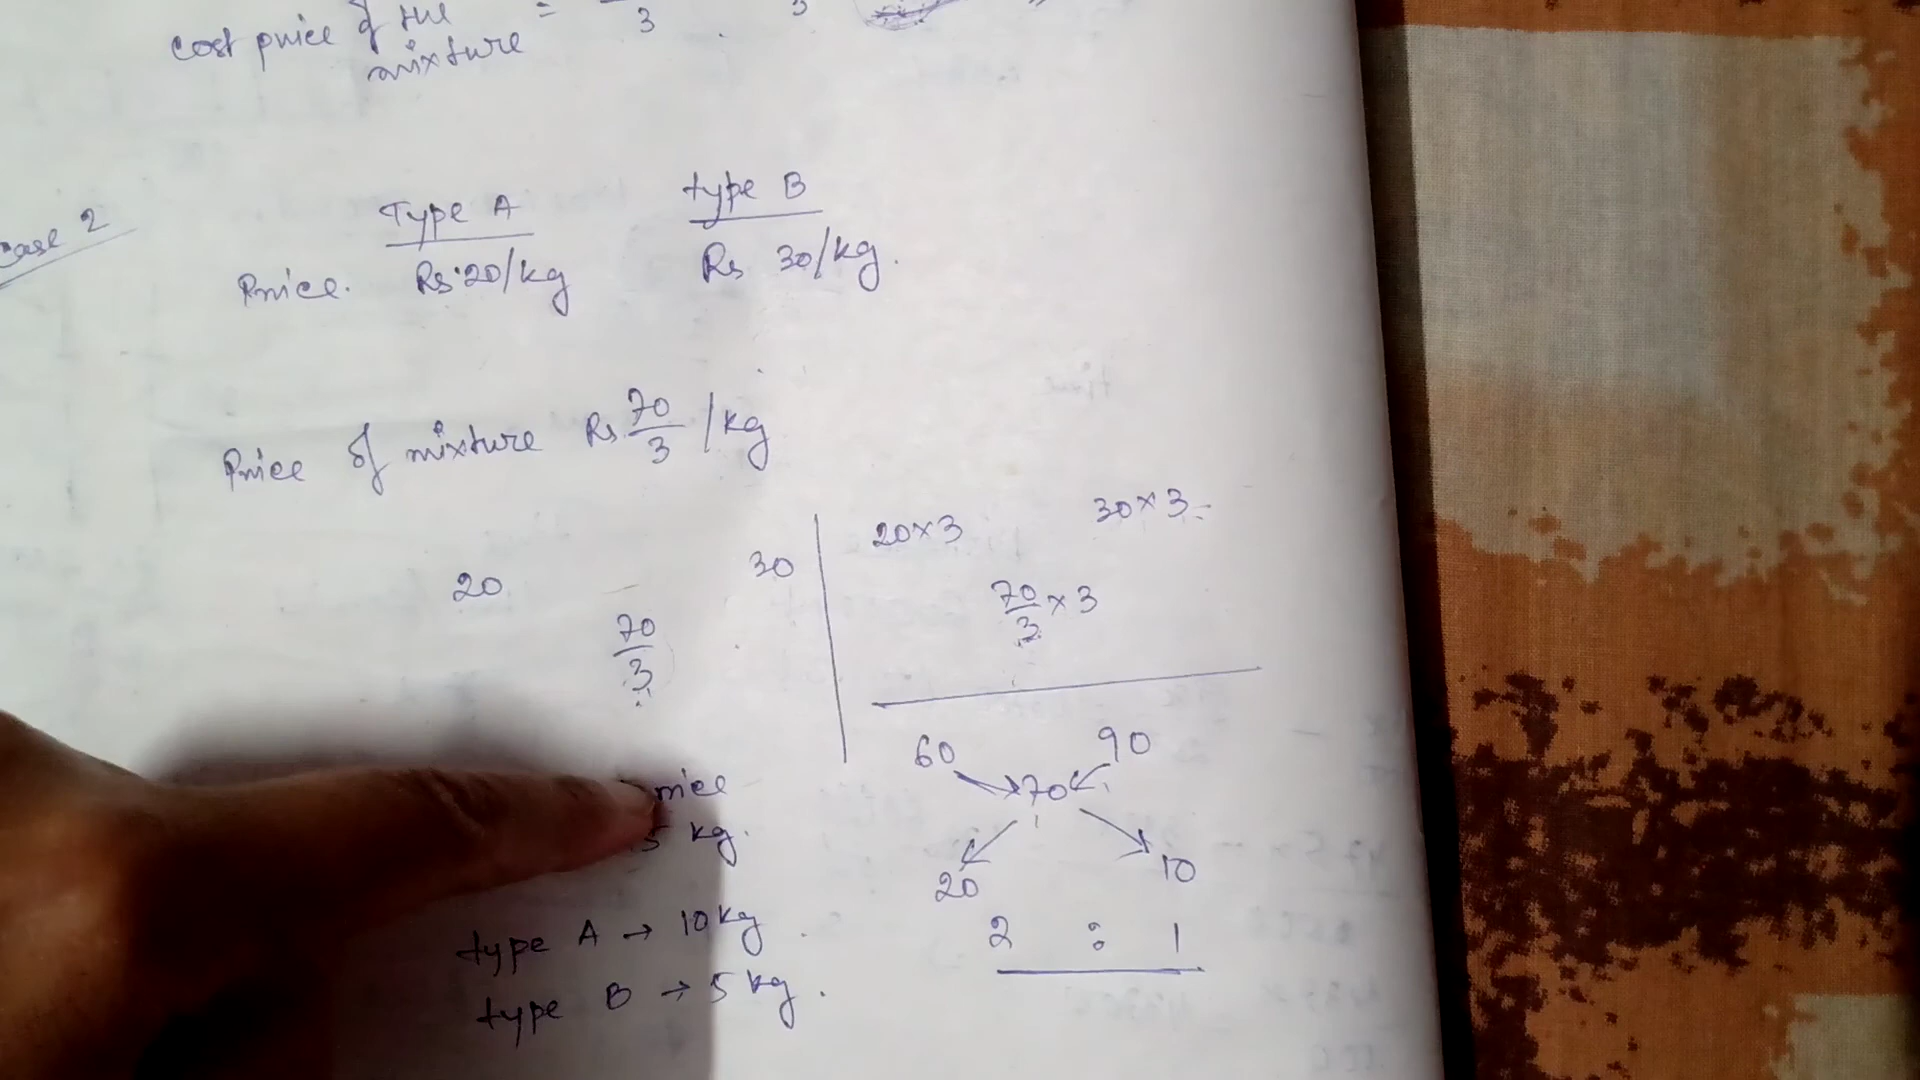 cost price of the = 3 3
mixture
case 2
Type A type B
Price. Rs 20/kg Rs 30/kg.
Price of mixture Rs 70/3 /kg
20 30
70/3
20×3 30×3
70/3 × 3
60 90
70
20 10
2 : 1
5 kg.
type A → 10kg
type B → 5 kg.